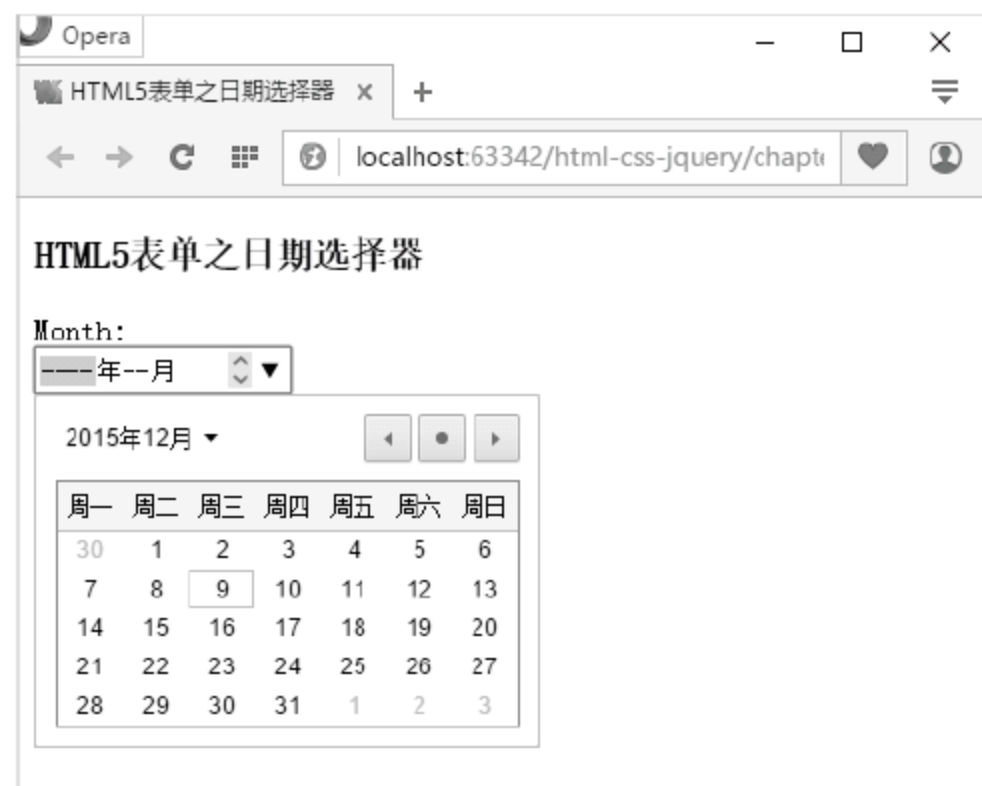 Opera
HTML5表单之日期选择器
localhost:63342/html-css-jquery/chapte
HTML5表单之日期选择器
Month:
----年--月
2015年12月
周一 周二 周三 周四 周五 周六 周日
30 1 2 3 4 5 6
7 8 9 10 11 12 13
14 15 16 17 18 19 20
21 22 23 24 25 26 27
28 29 30 31 1 2 3